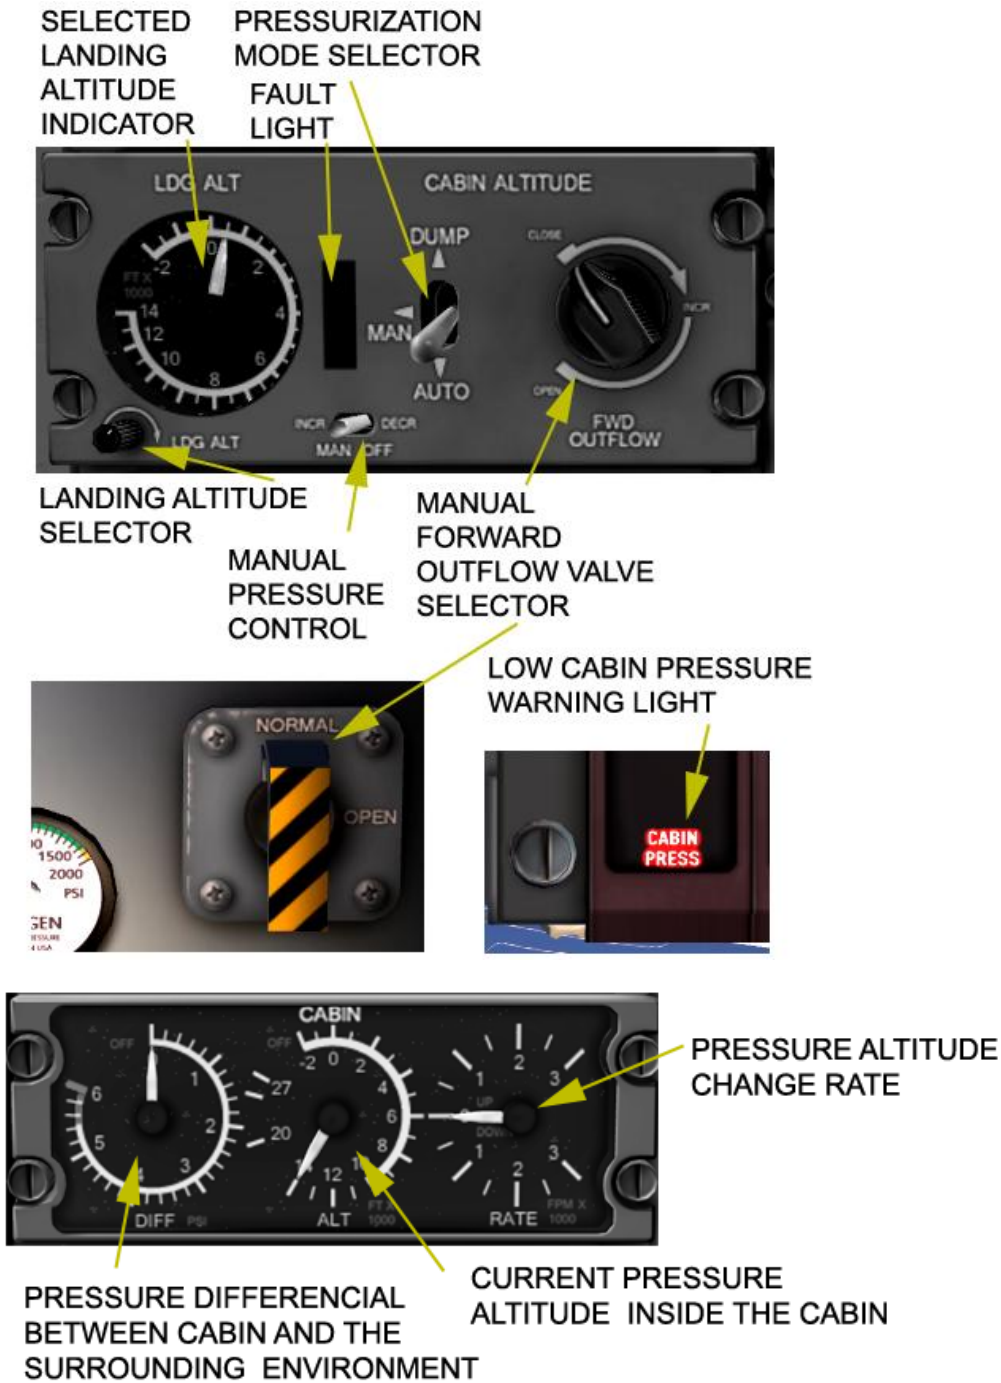 SELECTED
LANDING
ALTITUDE
INDICATOR
PRESSURIZATION
MODE SELECTOR
FAULT
LIGHT
LDG ALT
CABIN ALTITUDE
-2
0
2
4
6
8
10
12
14
FT X
1000
DUMP
MAN
AUTO
CLOSE
INCR
OPEN
FWD
OUTFLOW
INCR
DECR
MAN OFF
LDG ALT
LANDING ALTITUDE
SELECTOR
MANUAL
PRESSURE
CONTROL
MANUAL
FORWARD
OUTFLOW VALVE
SELECTOR
LOW CABIN PRESSURE
WARNING LIGHT
NORMAL
OPEN
1500
2000
PSI
CABIN
PRESS
CABIN
OFF
1
2
3
4
5
6
DIFF PSI
OFF
-2
0
2
4
6
8
12
20
27
ALT
FT X
1000
1
2
3
UP
DOWN
1
2
3
RATE
FPM X
1000
PRESSURE ALTITUDE
CHANGE RATE
PRESSURE DIFFERENCIAL
BETWEEN CABIN AND THE
SURROUNDING ENVIRONMENT
CURRENT PRESSURE
ALTITUDE INSIDE THE CABIN